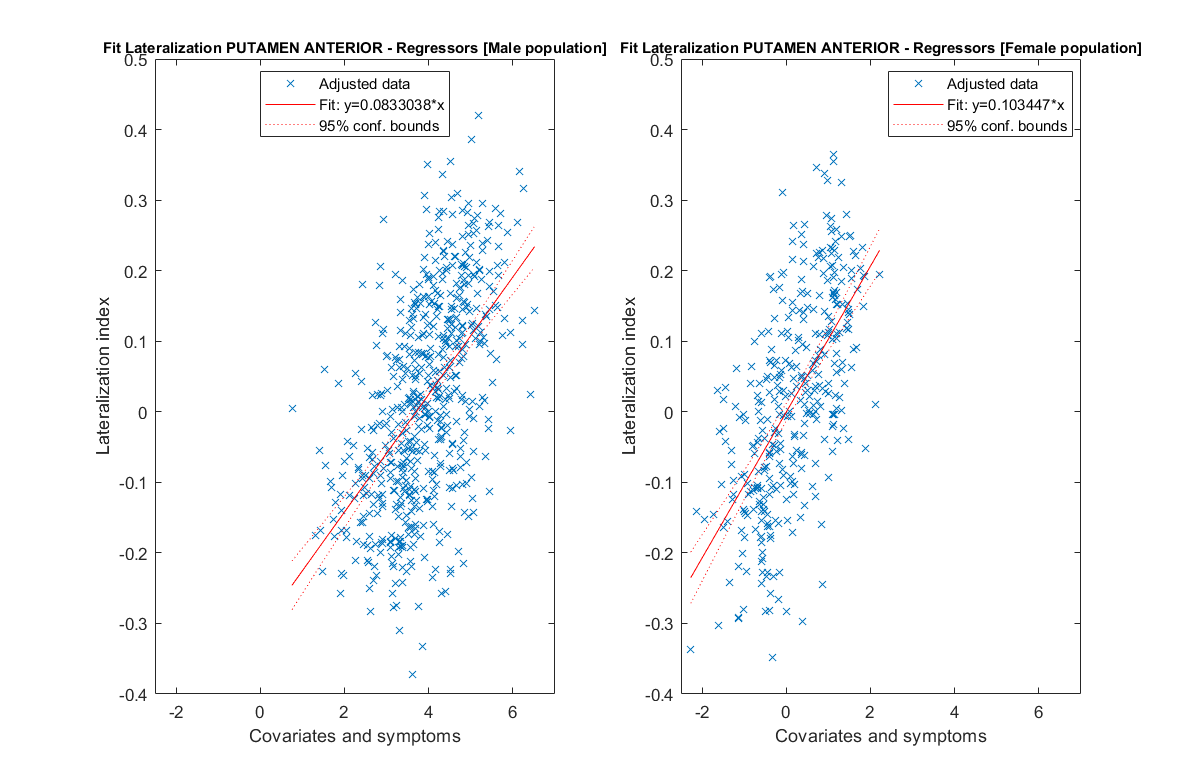 Fit Lateralization PUTAMEN ANTERIOR - Regressors [Male population]
0.5
0.4
0.3
0.2
0.1
0
-0.1
-0.2
-0.3
-0.4
-2
0
2
4
6
Lateralization index
Covariates and symptoms
Adjusted data
Fit: y=0.0833038*x
95% conf. bounds
Fit Lateralization PUTAMEN ANTERIOR - Regressors [Female population]
0.5
0.4
0.3
0.2
0.1
0
-0.1
-0.2
-0.3
-0.4
-2
0
2
4
6
Lateralization index
Covariates and symptoms
Adjusted data
Fit: y=0.103447*x
95% conf. bounds